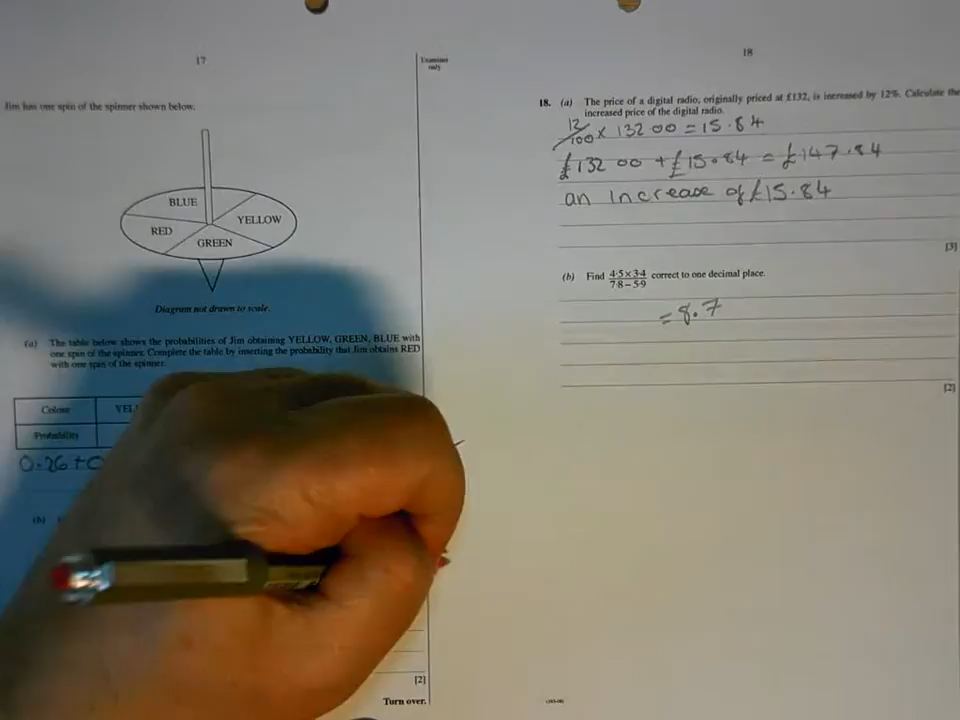 17
Examiner
only
Jim has one spin of the spinner shown below.
BLUE
YELLOW
RED
GREEN
Diagram not drawn to scale.
(a) The table below shows the probabilities of Jim obtaining YELLOW, GREEN, BLUE with
one spin of the spinner. Complete the table by inserting the probability that Jim obtains RED
with one spin of the spinner.
Colour YEL
Probability
0.26+0
(b)
[2]
Turn over.
18
18. (a) The price of a digital radio, originally priced at £132, is increased by 12%. Calculate the
increased price of the digital radio.
12/100 × 132 00 = 15.84
£132 00 + £15.84 = £147.84
an increase of £15.84
[3]
(b) Find 4·5×3·4 / 7·8−5·9 correct to one decimal place.
= 8.7
[2]